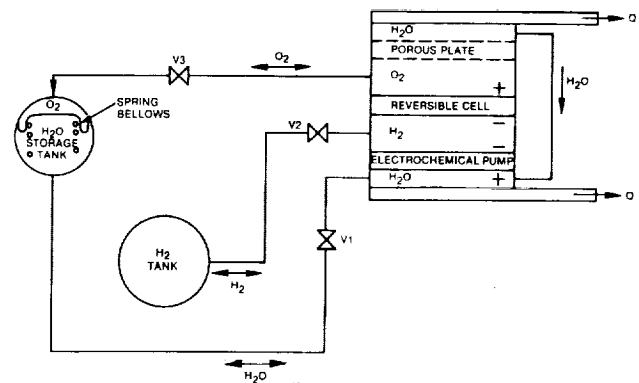 Q
H₂O
POROUS PLATE
V3
O₂
O₂
H₂O
+
O₂
SPRING
BELLOWS
REVERSIBLE CELL
H₂O
STORAGE
TANK
V2
−
H₂
−
ELECTROCHEMICAL PUMP
H₂O
+
Q
V1
H₂
TANK
H₂
H₂O